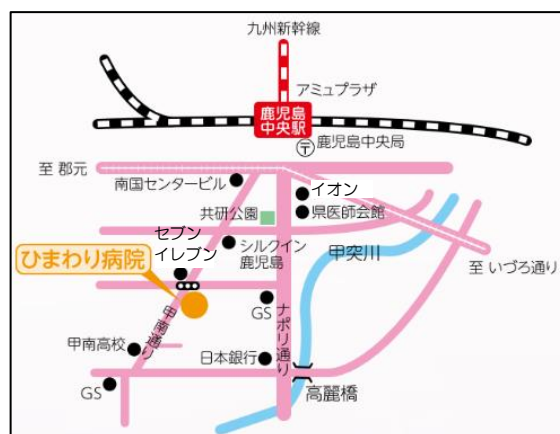 九州新幹線
アミュプラザ
鹿児島
中央駅
〒鹿児島中央局
至 郡元
南国センタービル
イオン
共研公園
県医師会館
セブン
イレブン
シルクイン
鹿児島
甲突川
ひまわり病院
至 いづろ通り
GS
甲南通り
ナポリ通り
甲南高校
日本銀行
高麗橋
GS